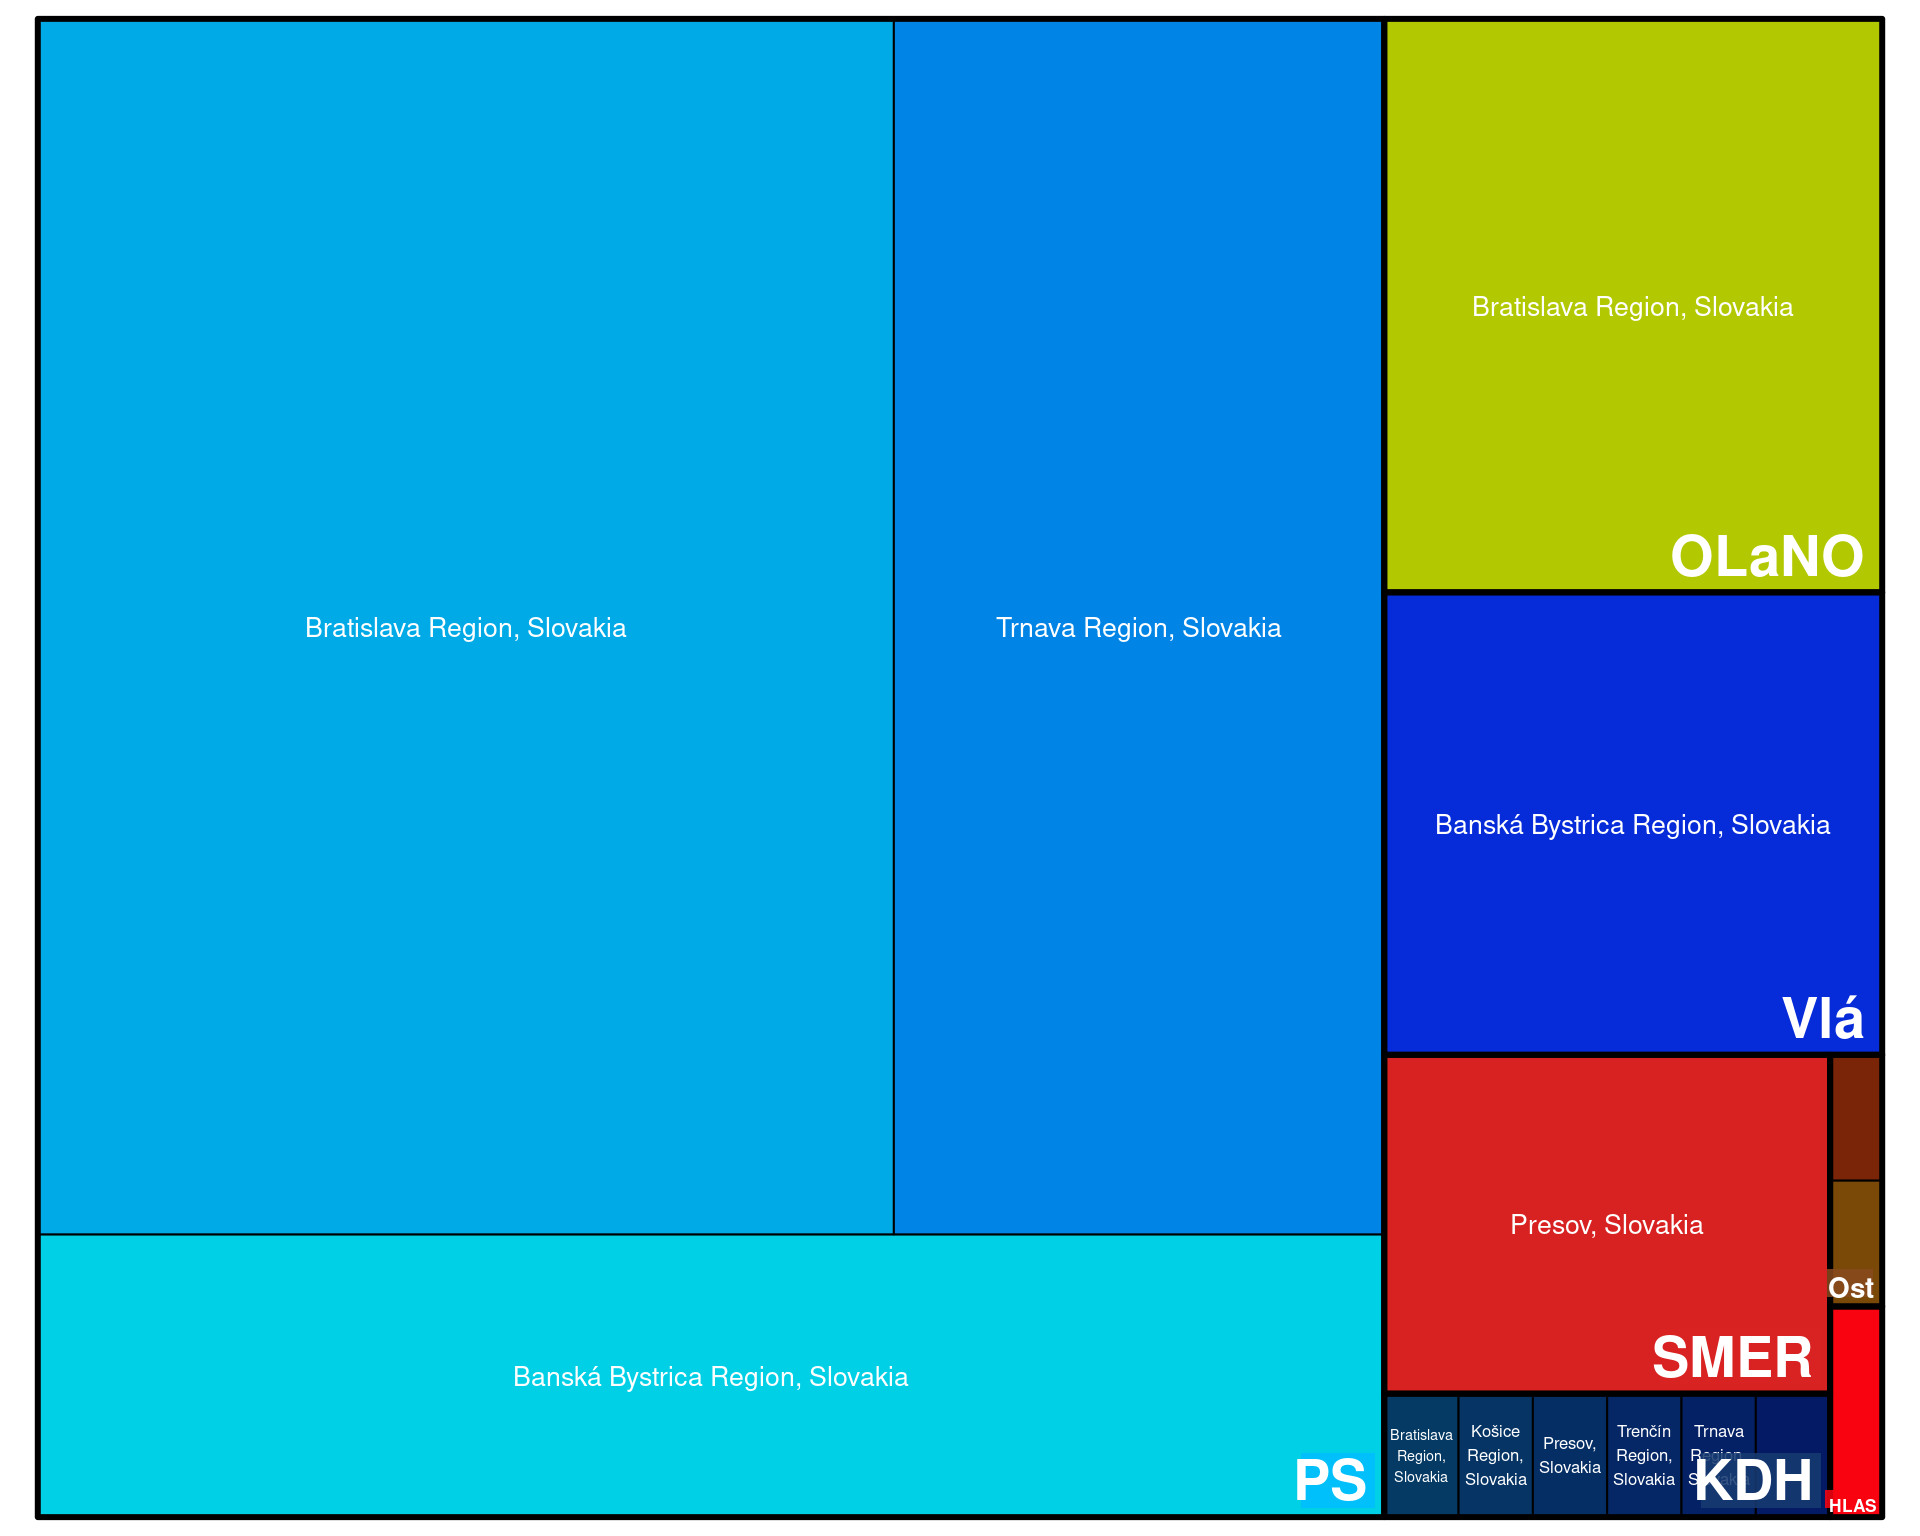 Bratislava Region, Slovakia
Trnava Region, Slovakia
Banská Bystrica Region, Slovakia
PS
Bratislava Region, Slovakia
OLaNO
Banská Bystrica Region, Slovakia
Vlá
Presov, Slovakia
SMER
Ost
Bratislava
Region,
Slovakia
Košice
Region,
Slovakia
Presov,
Slovakia
Trenčín
Region,
Slovakia
Trnava
Region,
Slovakia
KDH
HLAS